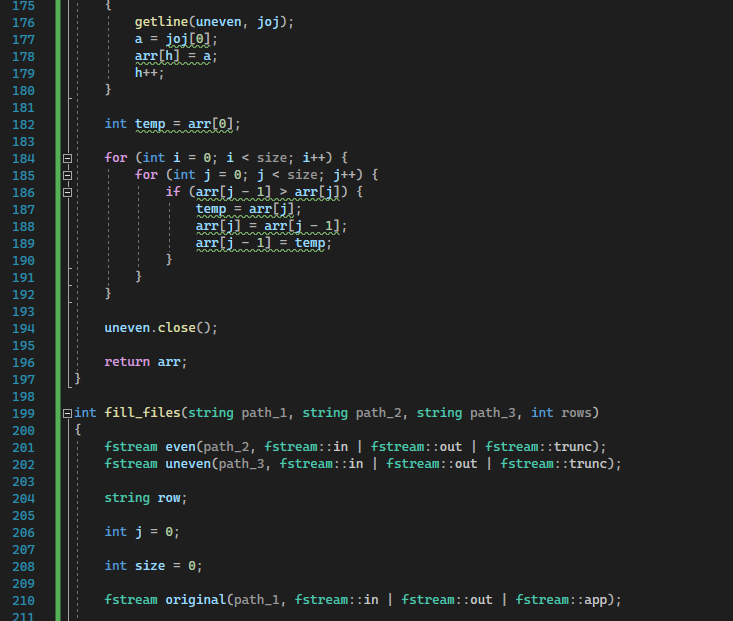 175 {
176 getline(uneven, joj);
177 a = joj[0];
178 arr[h] = a;
179 h++;
180 }
181
182 int temp = arr[0];
183
184 for (int i = 0; i < size; i++) {
185 for (int j = 0; j < size; j++) {
186 if (arr[j - 1] > arr[j]) {
187 temp = arr[j];
188 arr[j] = arr[j - 1];
189 arr[j - 1] = temp;
190 }
191 }
192 }
193
194 uneven.close();
195
196 return arr;
197 }
198
199 int fill_files(string path_1, string path_2, string path_3, int rows)
200 {
201 fstream even(path_2, fstream::in | fstream::out | fstream::trunc);
202 fstream uneven(path_3, fstream::in | fstream::out | fstream::trunc);
203
204 string row;
205
206 int j = 0;
207
208 int size = 0;
209
210 fstream original(path_1, fstream::in | fstream::out | fstream::app);
211